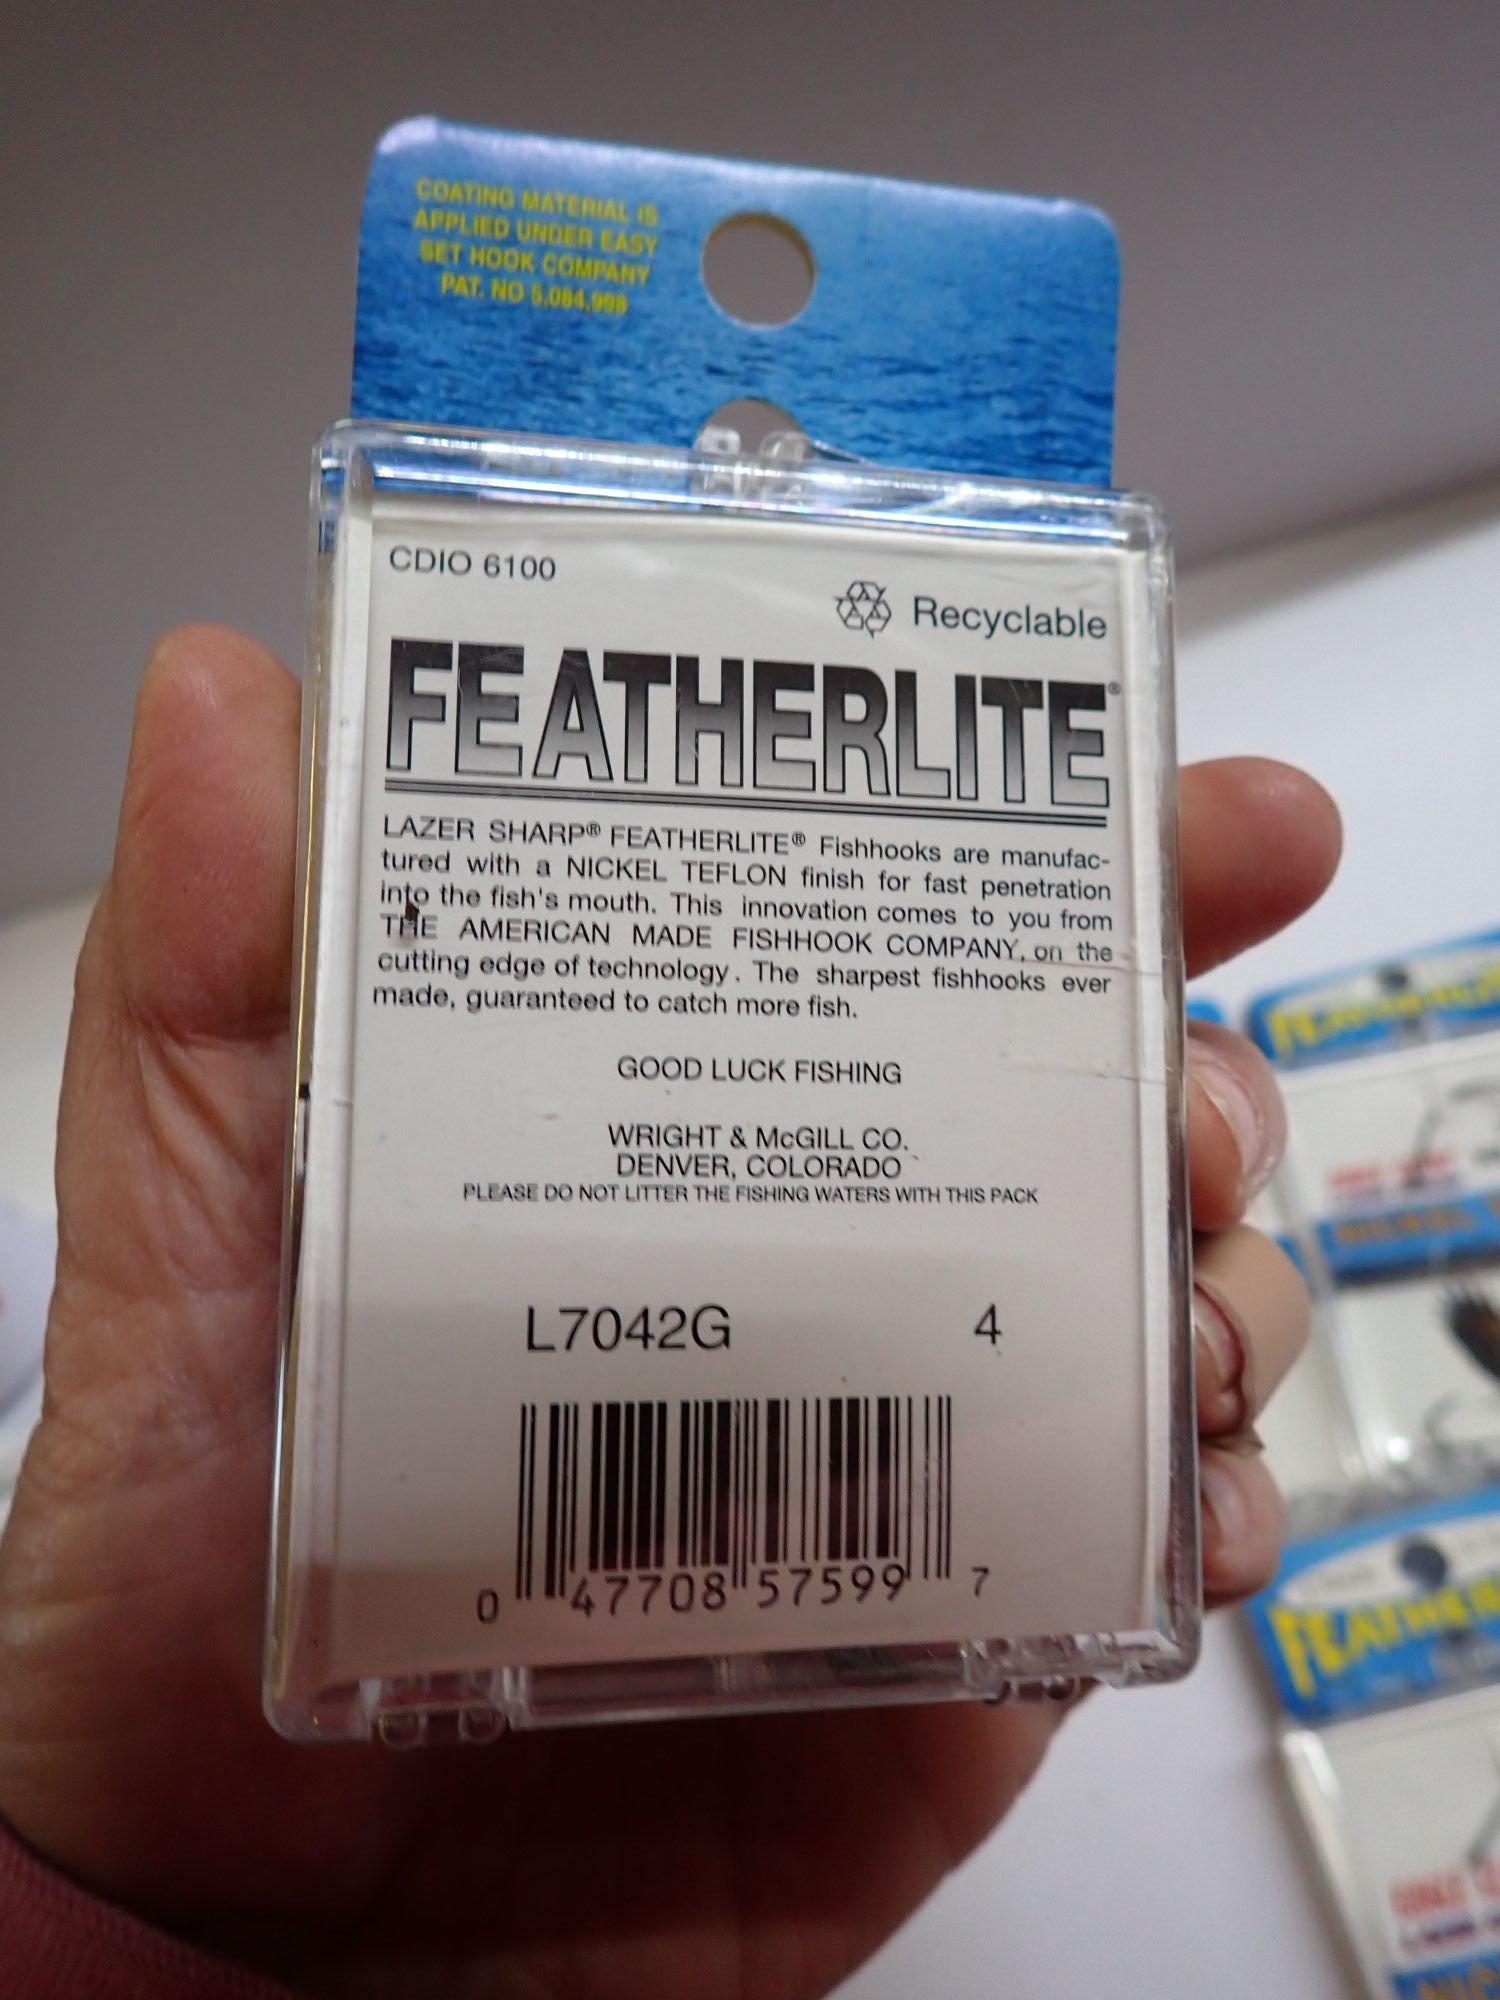 COATING MATERIAL IS
APPLIED UNDER EASY
SET HOOK COMPANY
PAT. NO 5,084,998
CDIO 6100
Recyclable
FEATHERLITE®
LAZER SHARP® FEATHERLITE® Fishhooks are manufac-
tured with a NICKEL TEFLON finish for fast penetration
into the fish's mouth. This innovation comes to you from
THE AMERICAN MADE FISHHOOK COMPANY, on the
cutting edge of technology. The sharpest fishhooks ever
made, guaranteed to catch more fish.
GOOD LUCK FISHING
WRIGHT & McGILL CO.
DENVER, COLORADO
PLEASE DO NOT LITTER THE FISHING WATERS WITH THIS PACK
L7042G 4
0 47708 57599 7